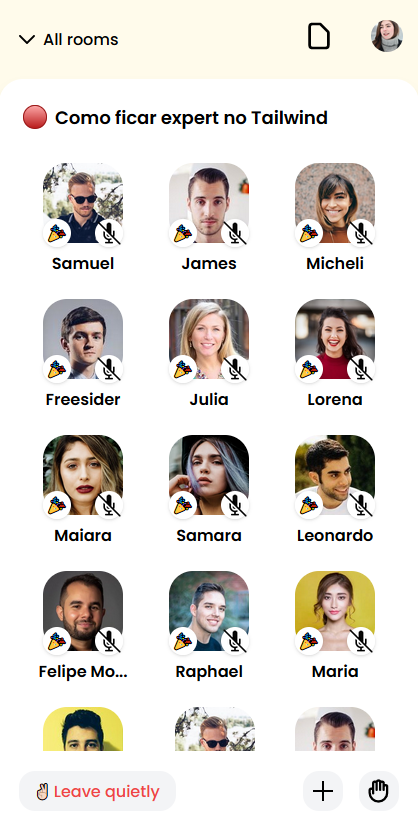 All rooms
Como ficar expert no Tailwind
Samuel James Micheli
Freesider Julia Lorena
Maiara Samara Leonardo
Felipe Mo... Raphael Maria
Leave quietly